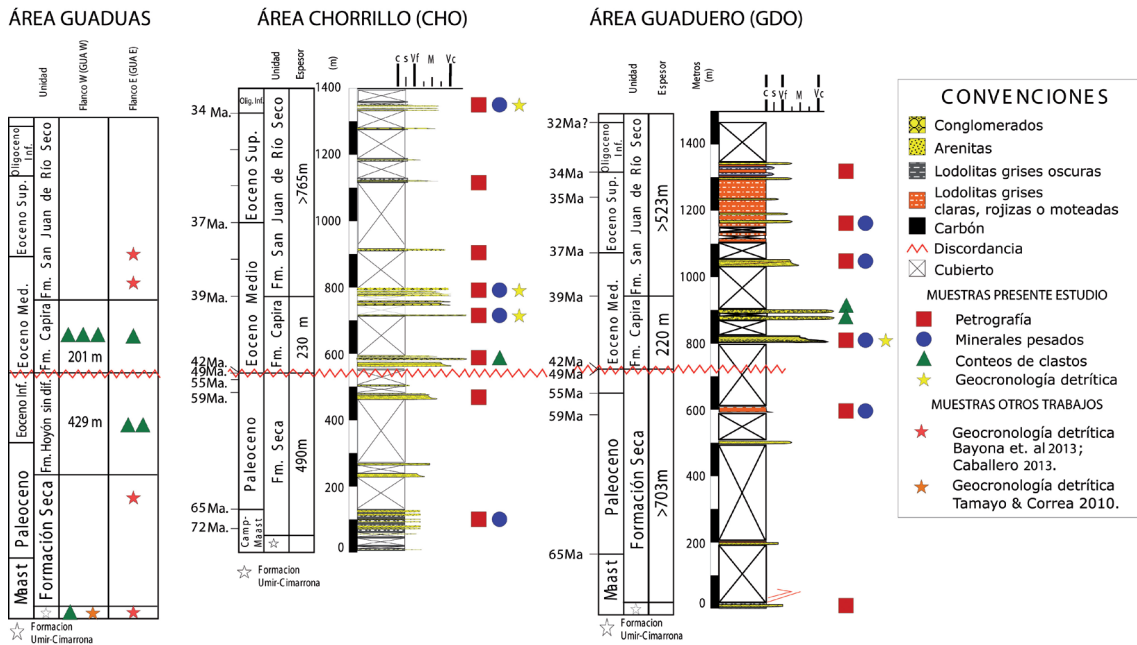 ÁREA GUADUAS
Unidad
Flanco W (GUA W)
Flanco E (GUA E)
Oligoceno Inf.
Eoceno Sup.
Eoceno Med.
Eoceno Inf.
Paleoceno
Maast
Fm. San Juan de Río Seco
Fm. Capira
Fm. Hoyón sindif.
Formación Seca
201 m
429 m
Formacion
Umir-Cimarrona
ÁREA CHORRILLO (CHO)
Unidad
Espesor
(m)
c s Vf M Vc
34 Ma.
37Ma.
39Ma.
42Ma.
49Ma.
55Ma.
59Ma.
65Ma.
72Ma.
Olig. Inf.
Eoceno Sup.
Eoceno Medio
Paleoceno
Camp-
Maast
Fm. San Juan de Río Seco
Fm. Capira
Fm. Seca
>765m
230 m
490m
1400
1200
1000
800
600
400
200
0
Formacion
Umir-Cimarrona
ÁREA GUADUERO (GDO)
Unidad
Espesor
Metros
(m)
c s Vf M Vc
32Ma?
34Ma
35Ma
37Ma
39Ma
42Ma
49Ma
55Ma
59Ma
65Ma
Oligoceno
Inf.
Eoceno Sup.
Eoceno Med.
Paleoceno
Maast
Fm. San Juan de Río Seco
Fm. Capira
Formación Seca
>523m
220 m
>703m
1400
1200
1000
800
600
400
200
0
Formacion
Umir-Cimarrona
CONVENCIONES
Conglomerados
Arenitas
Lodolitas grises oscuras
Lodolitas grises
claras, rojizas o moteadas
Carbón
Discordancia
Cubierto
MUESTRAS PRESENTE ESTUDIO
Petrografía
Minerales pesados
Conteos de clastos
Geocronología detrítica
MUESTRAS OTROS TRABAJOS
Geocronología detrítica
Bayona et. al 2013;
Caballero 2013.
Geocronología detrítica
Tamayo & Correa 2010.